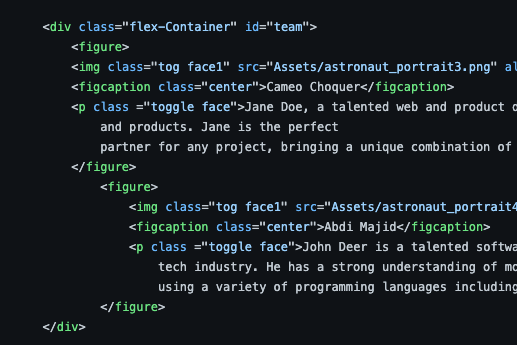 <div class="flex-Container" id="team">
<figure>
<img class="tog face1" src="Assets/astronaut_portrait3.png" al
<figcaption class="center">Cameo Choquer</figcaption>
<p class ="toggle face">Jane Doe, a talented web and product d
and products. Jane is the perfect
partner for any project, bringing a unique combination of
</figure>
<figure>
<img class="tog face1" src="Assets/astronaut_portrait4
<figcaption class="center">Abdi Majid</figcaption>
<p class ="toggle face">John Deer is a talented softwa
tech industry. He has a strong understanding of mo
using a variety of programming languages including
</figure>
</div>